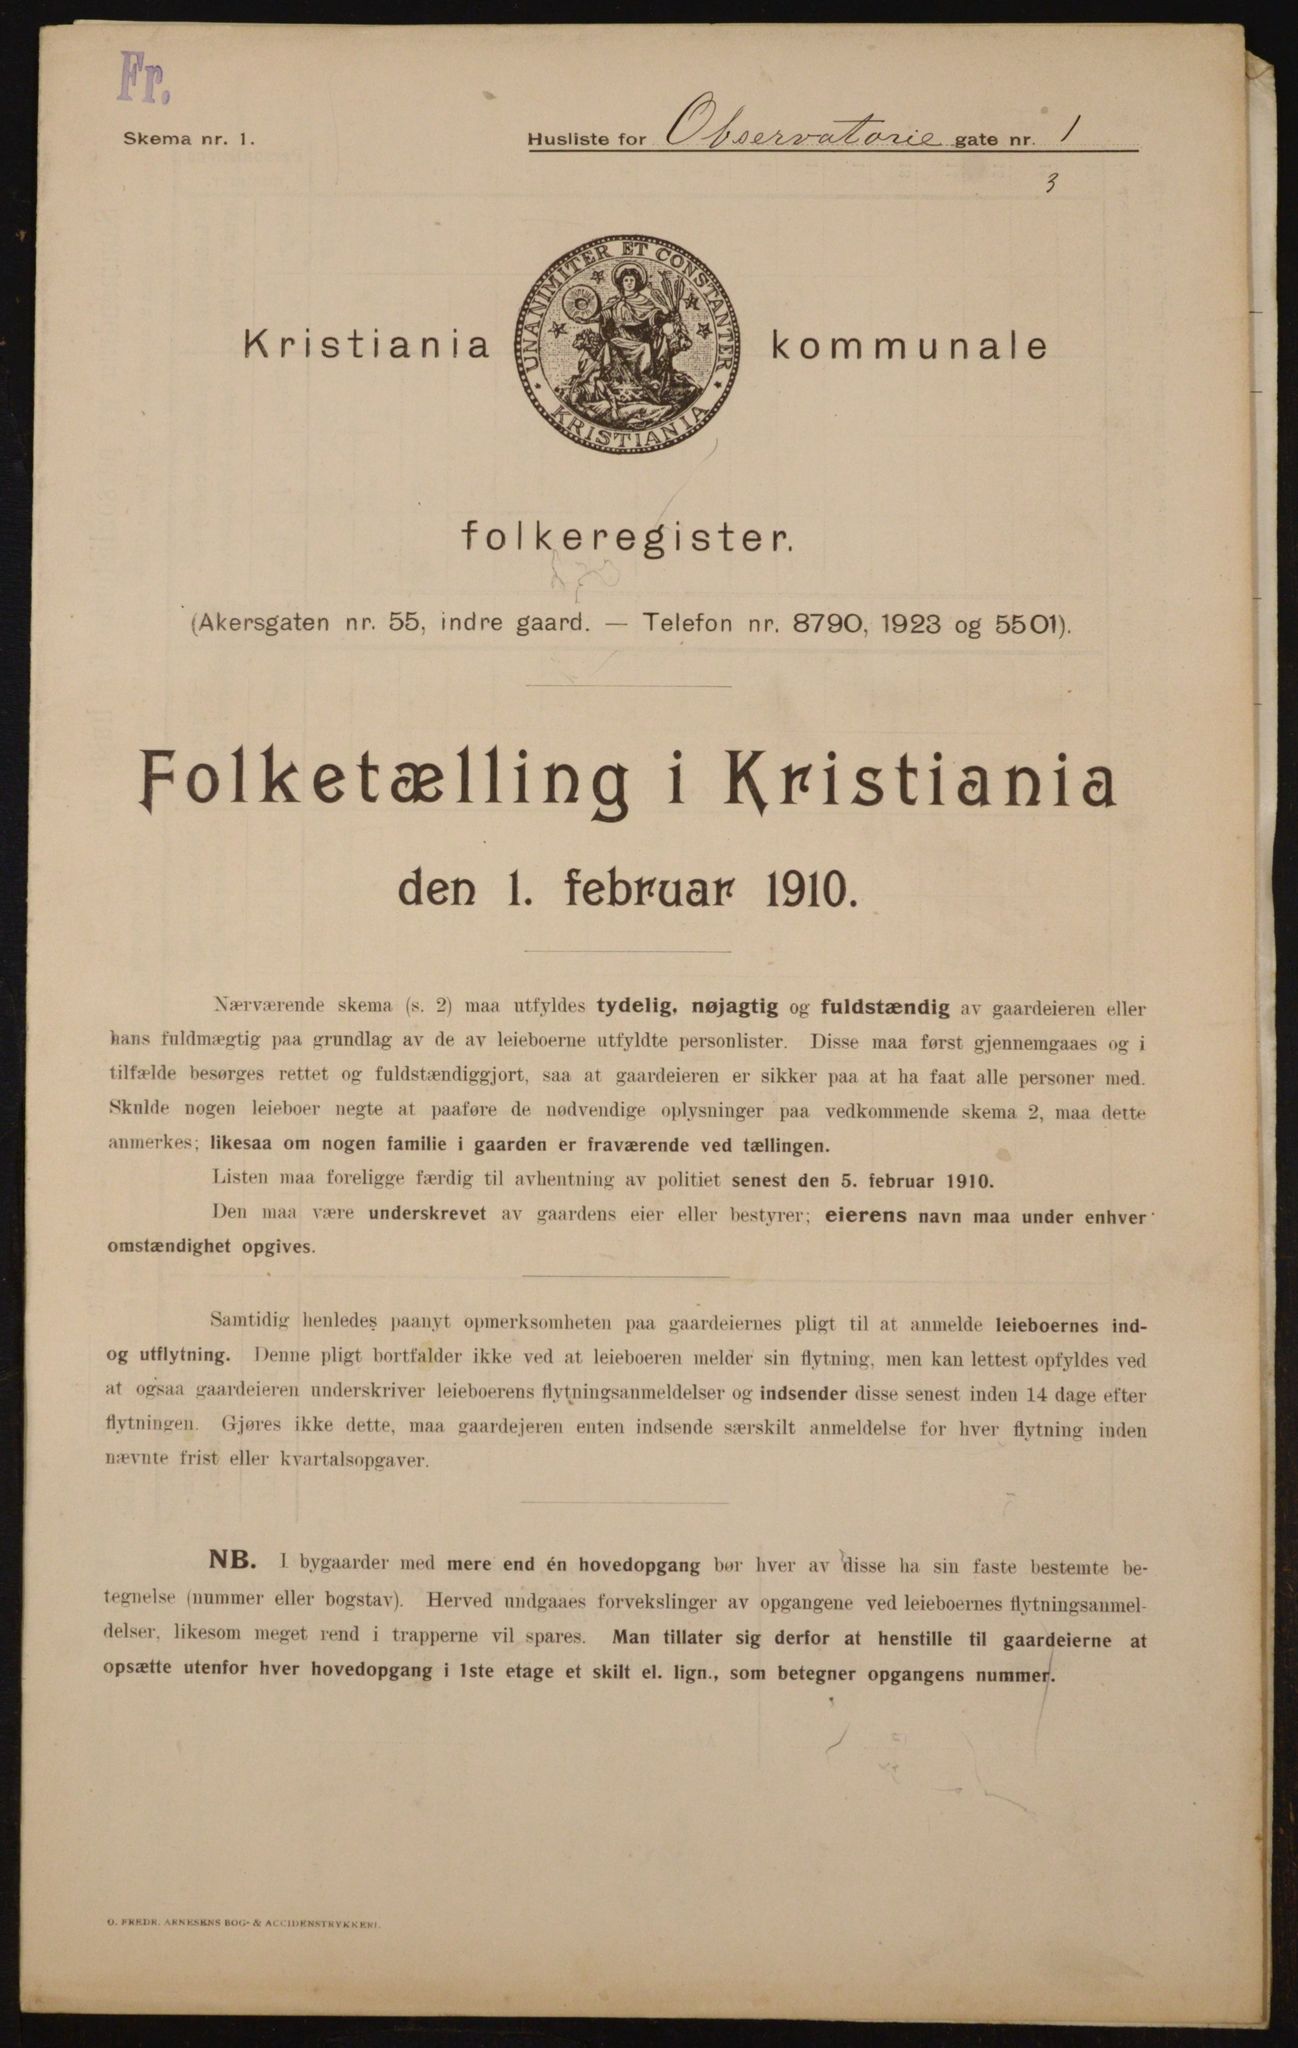 Fr.
Skema nr. 1.
Husliste for Observatorie gate nr. 1
3
UNANIMITER ET CONSTANTER
KRISTIANIA
Kristiania kommunale
folkeregister.
(Akersgaten nr. 55, indre gaard. — Telefon nr. 8790, 1923 og 5501).
Folketælling i Kristiania
den 1. februar 1910.
Nærværende skema (s. 2) maa utfyldes tydelig, nøjagtig og fuldstændig av gaardeieren eller
hans fuldmægtig paa grundlag av de av leieboerne utfyldte personlister. Disse maa først gjennemgaaes og i
tilfælde besørges rettet og fuldstændiggjort, saa at gaardeieren er sikker paa at ha faat alle personer med.
Skulde nogen leieboer negte at paaføre de nødvendige oplysninger paa vedkommende skema 2, maa dette
anmerkes; likesaa om nogen familie i gaarden er fraværende ved tællingen.
Listen maa foreligge færdig til avhentning av politiet senest den 5. februar 1910.
Den maa være underskrevet av gaardens eier eller bestyrer; eierens navn maa under enhver
omstændighet opgives.
Samtidig henledes paanyt opmerksomheten paa gaardeiernes pligt til at anmelde leieboernes ind-
og utflytning. Denne pligt bortfalder ikke ved at leieboeren melder sin flytning, men kan lettest opfyldes ved
at ogsaa gaardeieren underskriver leieboerens flytningsanmeldelser og indsender disse senest inden 14 dage efter
flytningen. Gjøres ikke dette, maa gaardejeren enten indsende særskilt anmeldelse for hver flytning inden
nævnte frist eller kvartalsopgaver.
NB. I bygaarder med mere end én hovedopgang bør hver av disse ha sin faste bestemte be-
tegnelse (nummer eller bogstav). Herved undgaaes forvekslinger av opgangene ved leieboernes flytningsanmel-
delser, likesom meget rend i trapperne vil spares. Man tillater sig derfor at henstille til gaardeierne at
opsætte utenfor hver hovedopgang i 1ste etage et skilt el. lign., som betegner opgangens nummer.
O. FREDR. ARNESENS BOG- & ACCIDENSTRYKKERI.